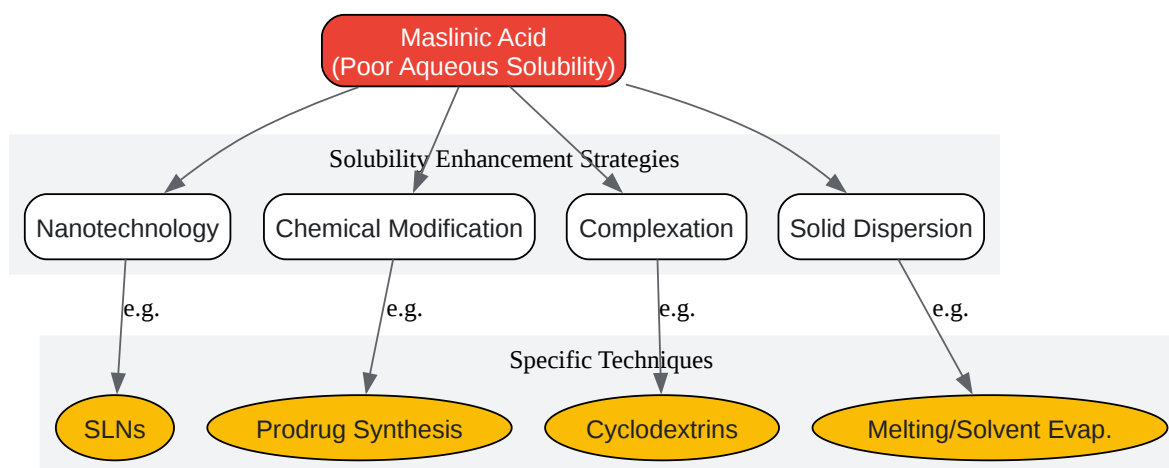 Maslinic Acid
(Poor Aqueous Solubility)
Solubility Enhancement Strategies
Nanotechnology
Chemical Modification
Complexation
Solid Dispersion
e.g.
e.g.
e.g.
e.g.
Specific Techniques
SLNs
Prodrug Synthesis
Cyclodextrins
Melting/Solvent Evap.